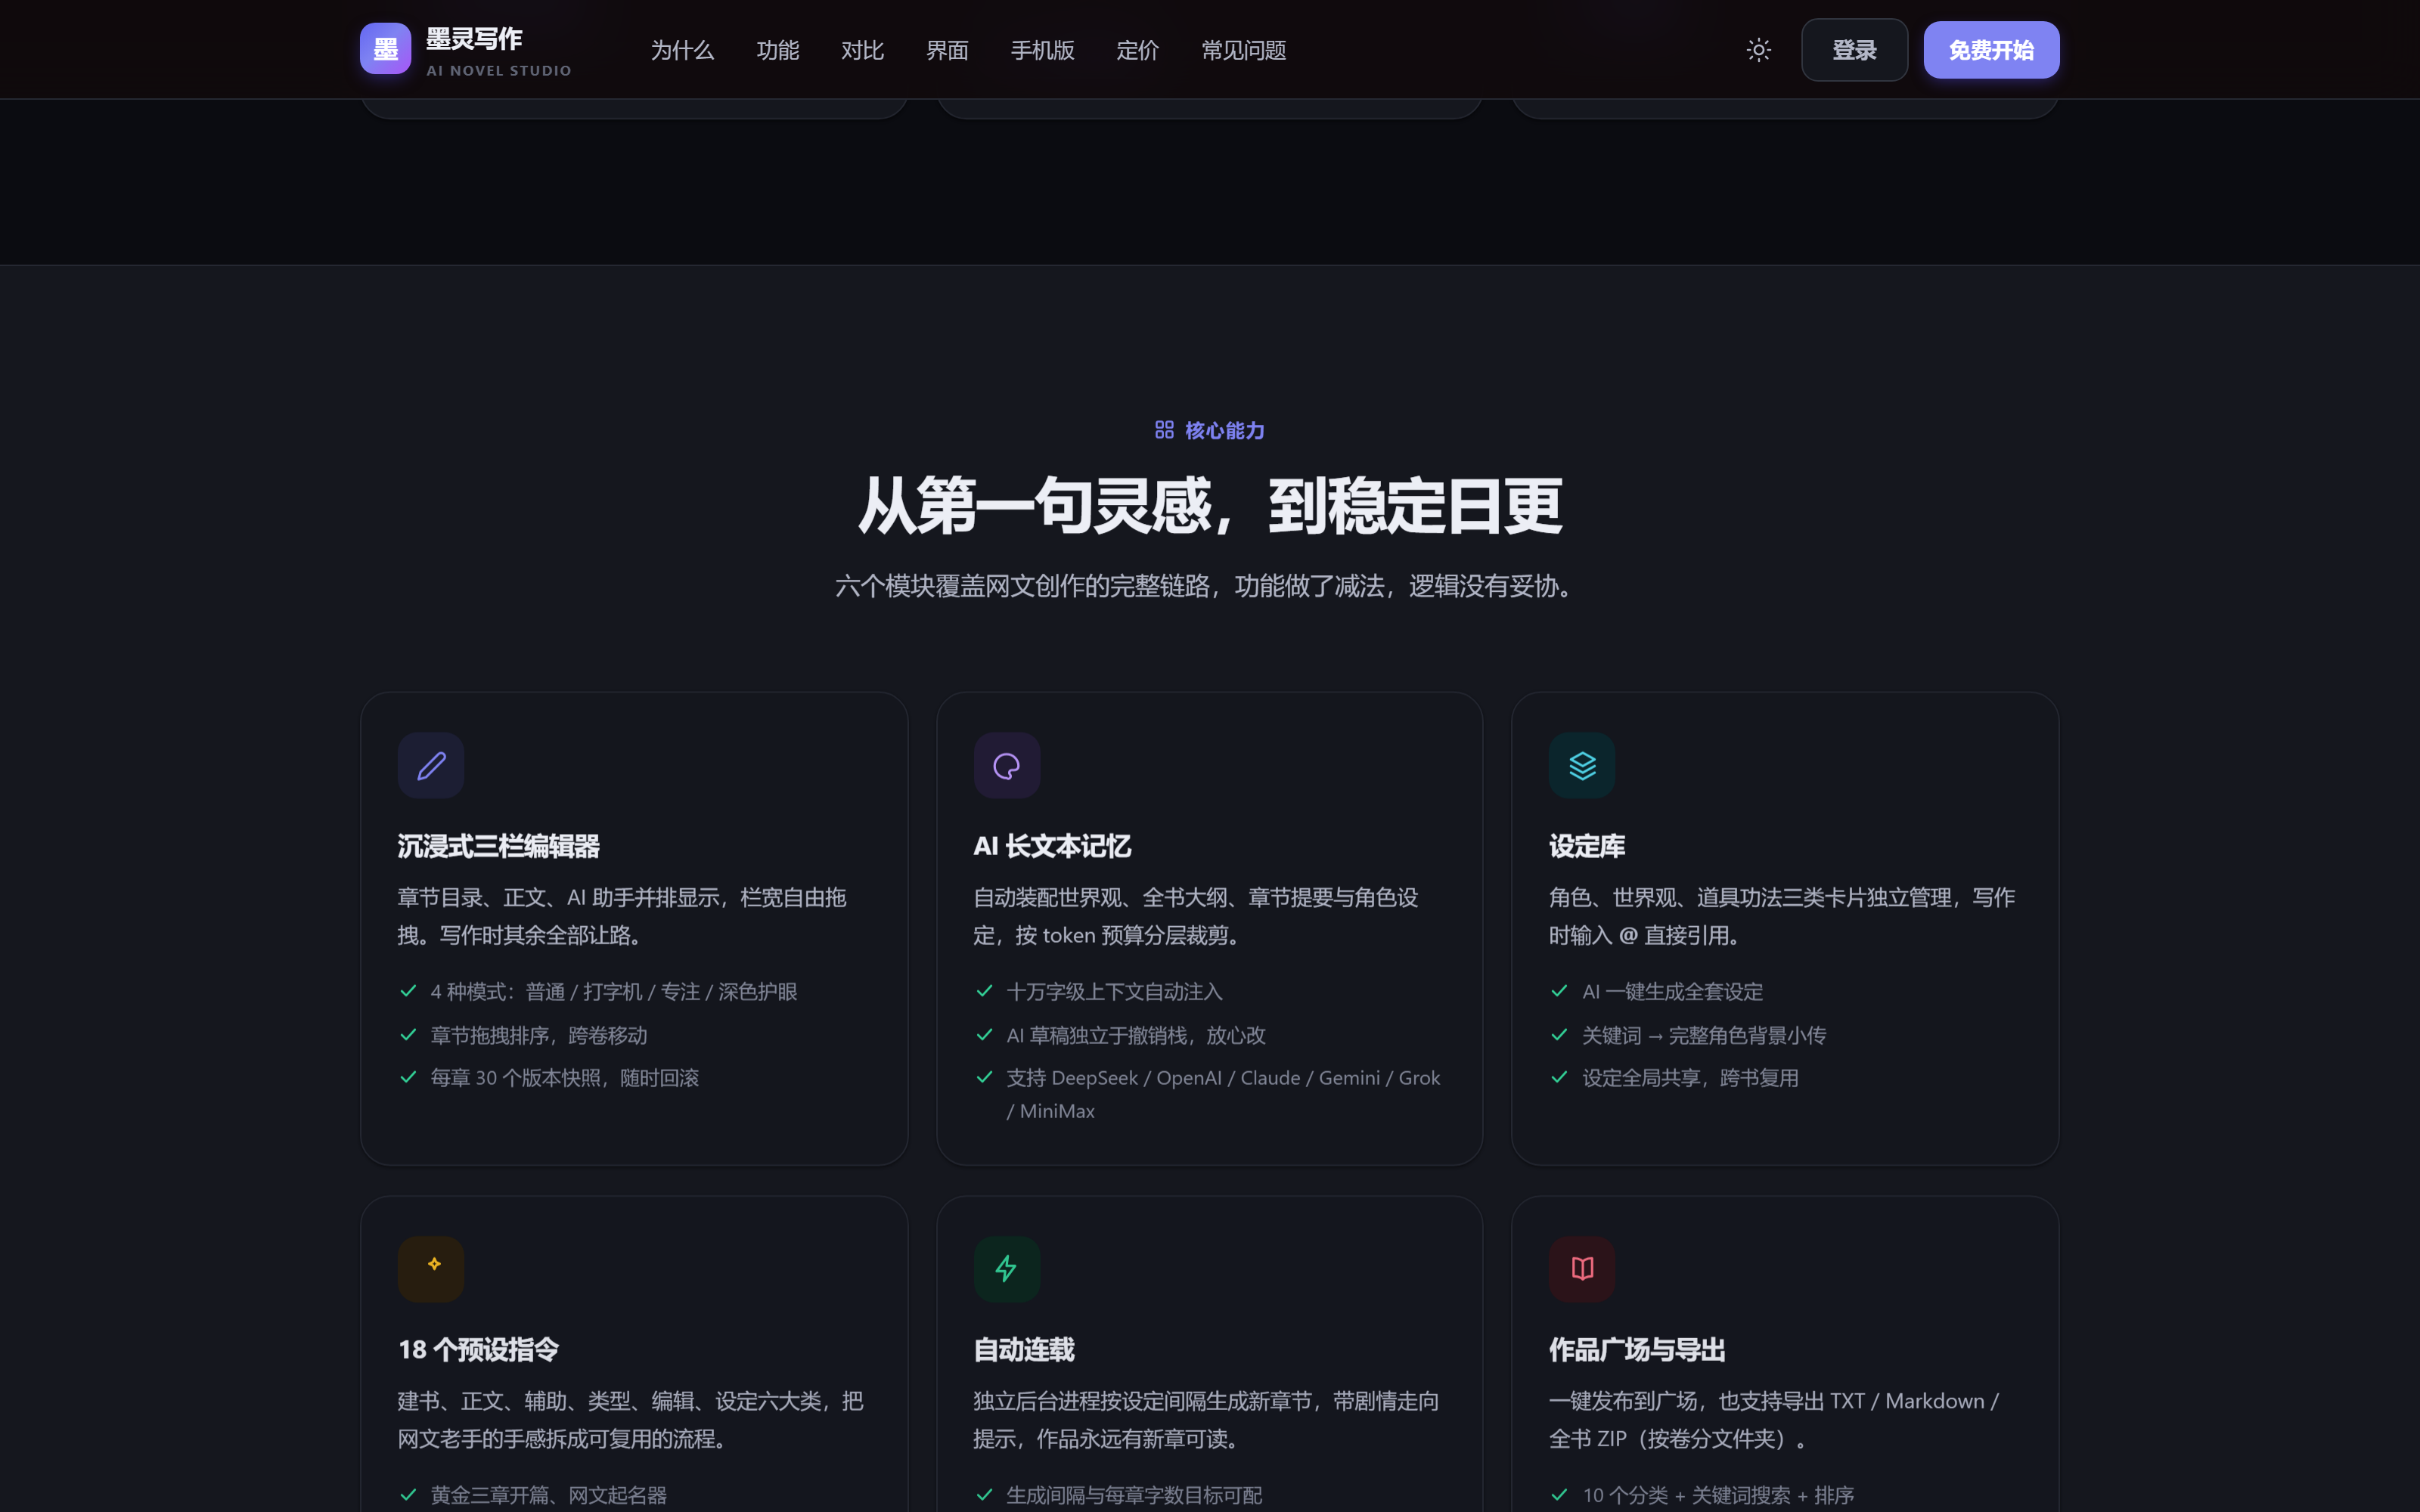 墨
墨灵写作
AI NOVEL STUDIO
为什么
功能
对比
界面
手机版
定价
常见问题
登录
免费开始
核心能力
从第一句灵感，到稳定日更
六个模块覆盖网文创作的完整链路，功能做了减法，逻辑没有妥协。
沉浸式三栏编辑器
章节目录、正文、AI 助手并排显示，栏宽自由拖
拽。写作时其余全部让路。
4 种模式：普通 / 打字机 / 专注 / 深色护眼
章节拖拽排序，跨卷移动
每章 30 个版本快照，随时回滚
AI 长文本记忆
自动装配世界观、全书大纲、章节提要与角色设
定，按 token 预算分层裁剪。
十万字级上下文自动注入
AI 草稿独立于撤销栈，放心改
支持 DeepSeek / OpenAI / Claude / Gemini / Grok
/ MiniMax
设定库
角色、世界观、道具功法三类卡片独立管理，写作
时输入 @ 直接引用。
AI 一键生成全套设定
关键词 → 完整角色背景小传
设定全局共享，跨书复用
18 个预设指令
建书、正文、辅助、类型、编辑、设定六大类，把
网文老手的手感拆成可复用的流程。
黄金三章开篇、网文起名器
自动连载
独立后台进程按设定间隔生成新章节，带剧情走向
提示，作品永远有新章可读。
生成间隔与每章字数目标可配
作品广场与导出
一键发布到广场，也支持导出 TXT / Markdown /
全书 ZIP（按卷分文件夹）。
10 个分类 + 关键词搜索 + 排序